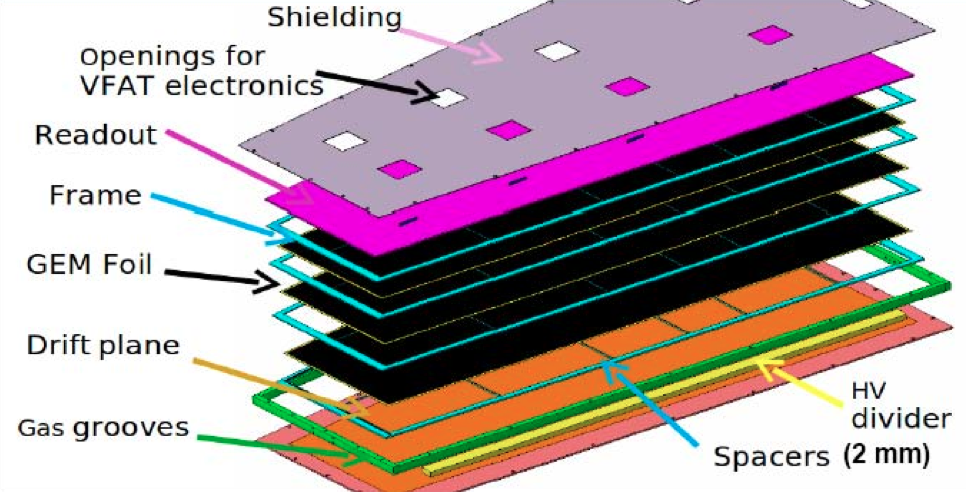 Shielding
Openings for
VFAT electronics
Readout
Frame
GEM Foil
Drift plane
Gas grooves
HV
divider
Spacers (2 mm)